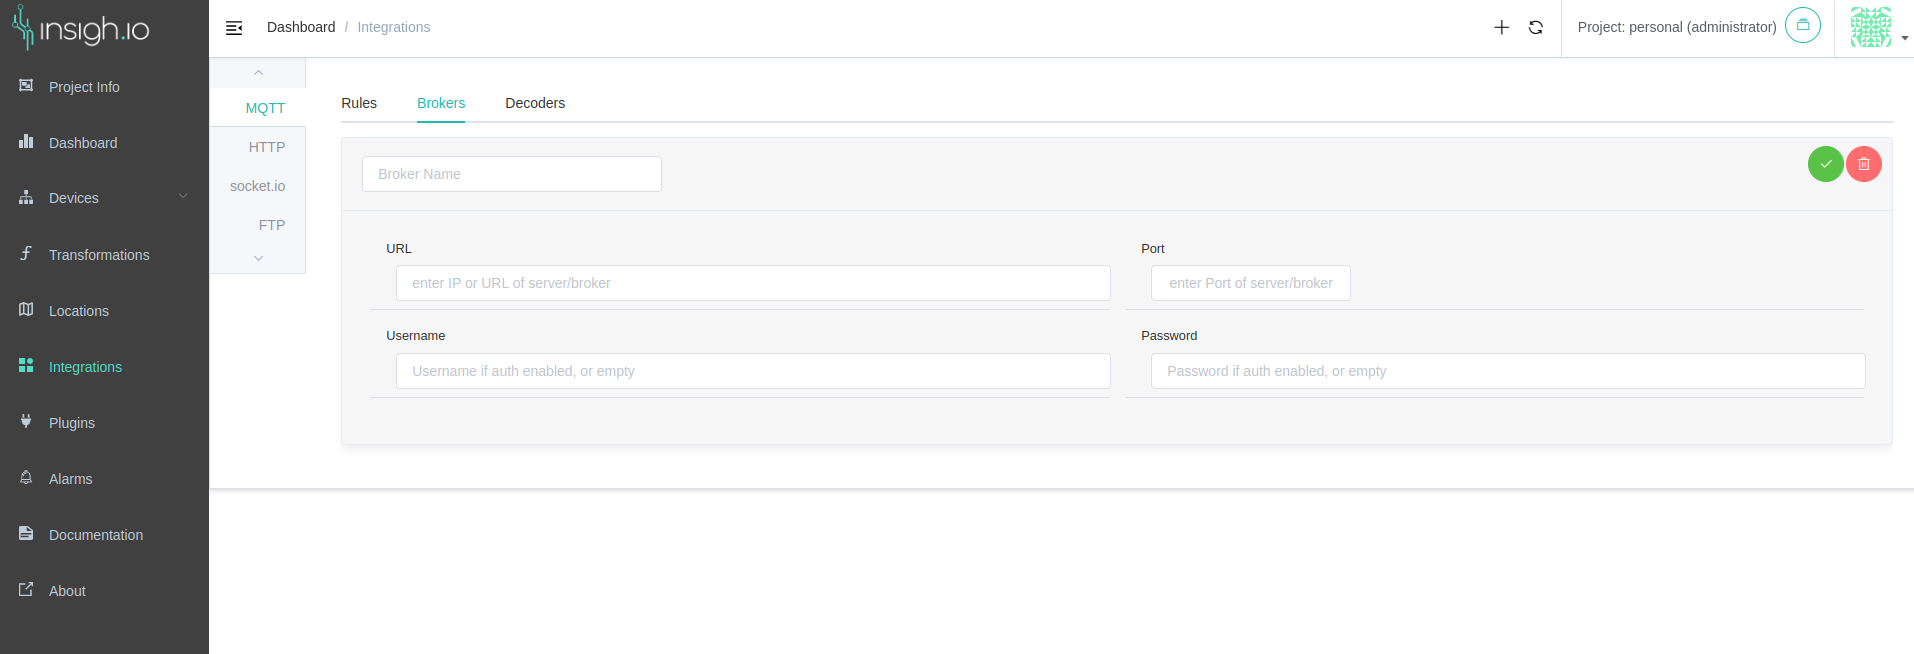 insigh.io
Dashboard / Integrations
Project: personal (administrator)
Project Info
Dashboard
Devices
Transformations
Locations
Integrations
Plugins
Alarms
Documentation
About
MQTT
HTTP
socket.io
FTP
Rules Brokers Decoders
Broker Name
URL Port
enter IP or URL of server/broker enter Port of server/broker
Username Password
Username if auth enabled, or empty Password if auth enabled, or empty